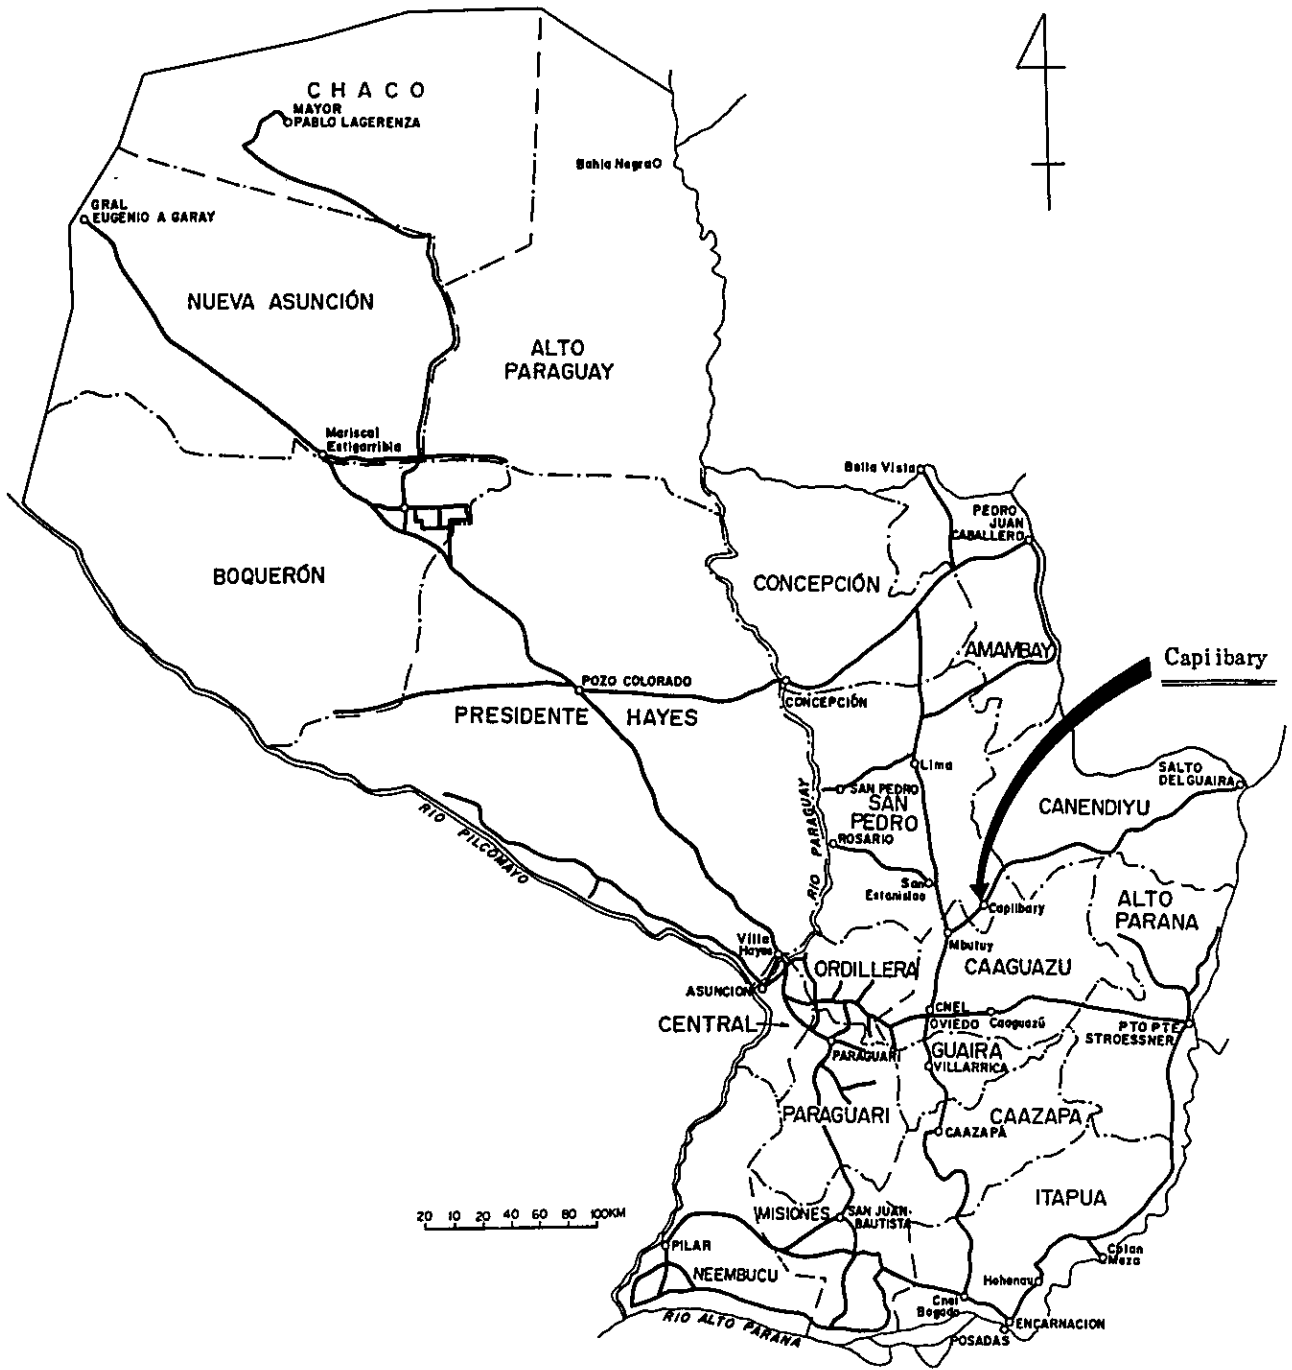 CHACO
MAYOR
PABLO LAGERENZA
Bahia Negra
GRAL
EUGENIO A GARAY
NUEVA ASUNCIÓN
ALTO
PARAGUAY
Mariscal
Estigarribia
Bella Vista
PEDRO
JUAN
CABALLERO
BOQUERÓN
CONCEPCIÓN
AMAMBAY
Capiibary
POZO COLORADO
CONCEPCIÓN
PRESIDENTE HAYES
Lima
SALTO
DEL GUAIRA
SAN PEDRO
SAN
PEDRO
CANENDIYU
RIO PILCOMAYO
RIO PARAGUAY
ROSARIO
San
Estanislao
Capiibary
ALTO
PARANA
Mbutuy
Villa
Hayes
ORDILLERA
CAAGUAZU
ASUNCION
CNEL
OVIEDO
Caaguazú
CENTRAL
PTO PTE
STROESSNER
PARAGUARI
GUAIRA
VILLARRICA
PARAGUARI
CAAZAPA
CAAZAPÁ
ITAPUA
MISIONES
SAN JUAN
BAUTISTA
20 10 20 40 60 80 100KM
PILAR
NEEMBUCU
Cptan
Meza
Hohenau
Cnel
Bogado
ENCARNACION
RIO ALTO PARANA
POSADAS